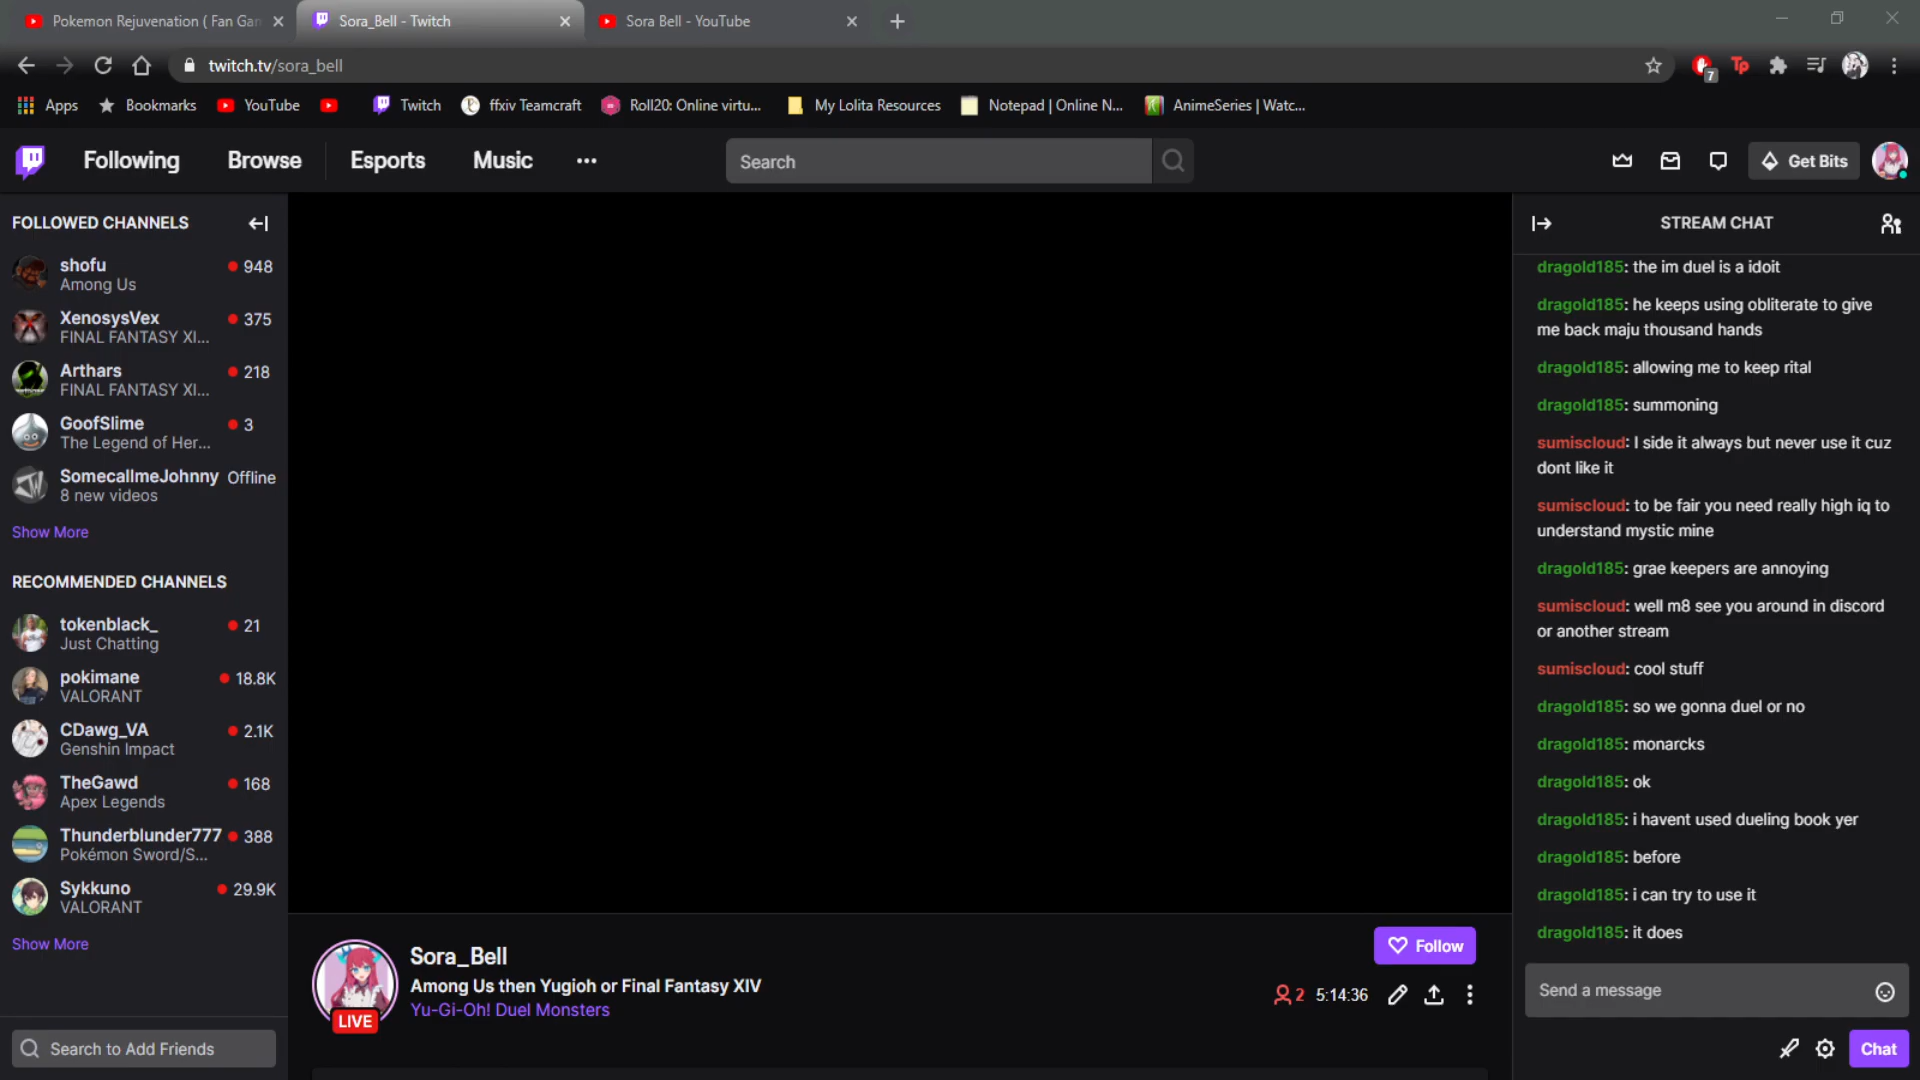 Pokemon Rejuvenation ( Fan Gan
Sora_Bell - Twitch
Sora Bell - YouTube
twitch.tv/sora_bell
7
Tp
Apps
Bookmarks
YouTube
Twitch
ffxiv Teamcraft
Roll20: Online virtu...
My Lolita Resources
Notepad | Online N...
AnimeSeries | Watc...
Following
Browse
Esports
Music
Search
Get Bits
FOLLOWED CHANNELS
shofu
948
Among Us
XenosysVex
375
FINAL FANTASY XI...
Arthars
218
FINAL FANTASY XI...
GoofSlime
3
The Legend of Her...
SomecallmeJohnny
Offline
8 new videos
Show More
RECOMMENDED CHANNELS
tokenblack_
21
Just Chatting
pokimane
18.8K
VALORANT
CDawg_VA
2.1K
Genshin Impact
TheGawd
168
Apex Legends
Thunderblunder777
388
Pokémon Sword/S...
Sykkuno
29.9K
VALORANT
Show More
Search to Add Friends
LIVE
Sora_Bell
Among Us then Yugioh or Final Fantasy XIV
Yu-Gi-Oh! Duel Monsters
Follow
2
5:14:36
STREAM CHAT
dragold185: the im duel is a idoit
dragold185: he keeps using obliterate to give
me back maju thousand hands
dragold185: allowing me to keep rital
dragold185: summoning
sumiscloud: I side it always but never use it cuz
dont like it
sumiscloud: to be fair you need really high iq to
understand mystic mine
dragold185: grae keepers are annoying
sumiscloud: well m8 see you around in discord
or another stream
sumiscloud: cool stuff
dragold185: so we gonna duel or no
dragold185: monarcks
dragold185: ok
dragold185: i havent used dueling book yer
dragold185: before
dragold185: i can try to use it
dragold185: it does
Send a message
Chat